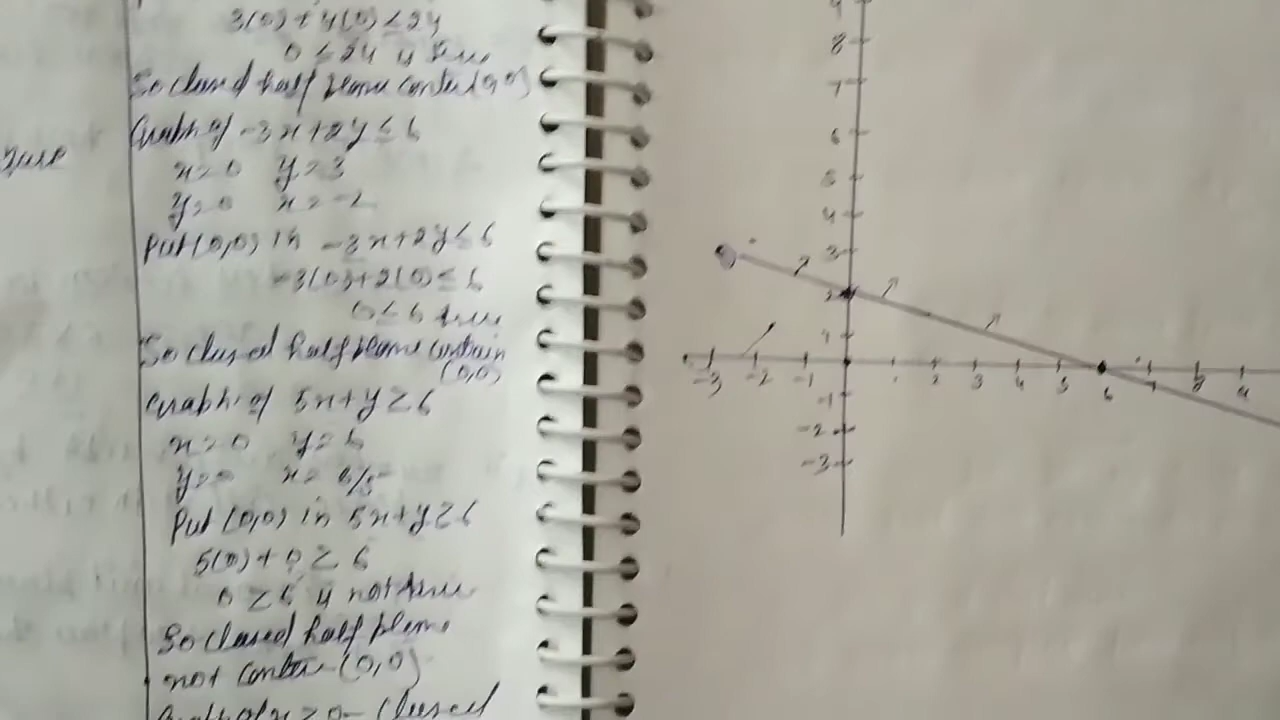 3(0)+4(0)≤24
0 ≤ 24 is true
So closed half plane contain (0,0)
Graph of -3x+2y≤6
x=0 y=3
y=0 x=-2
Put (0,0) in -3x+2y≤6
-3(0)+2(0)≤6
0≤6 true
So closed half plane contain
(0,0)
Graph of 5x+y≥6
x=0 y=6
y=0 x=6/5
Put (0,0) in 5x+y≥6
5(0)+0≥6
0≥6 is not true
So closed half plane
not contain (0,0)
Graph of x≥0 closed
9
8
7
6
5
4
3
2
1
-3 -2 -1 1 2 3 4 5 6 7 8 9
-1
-2
-3